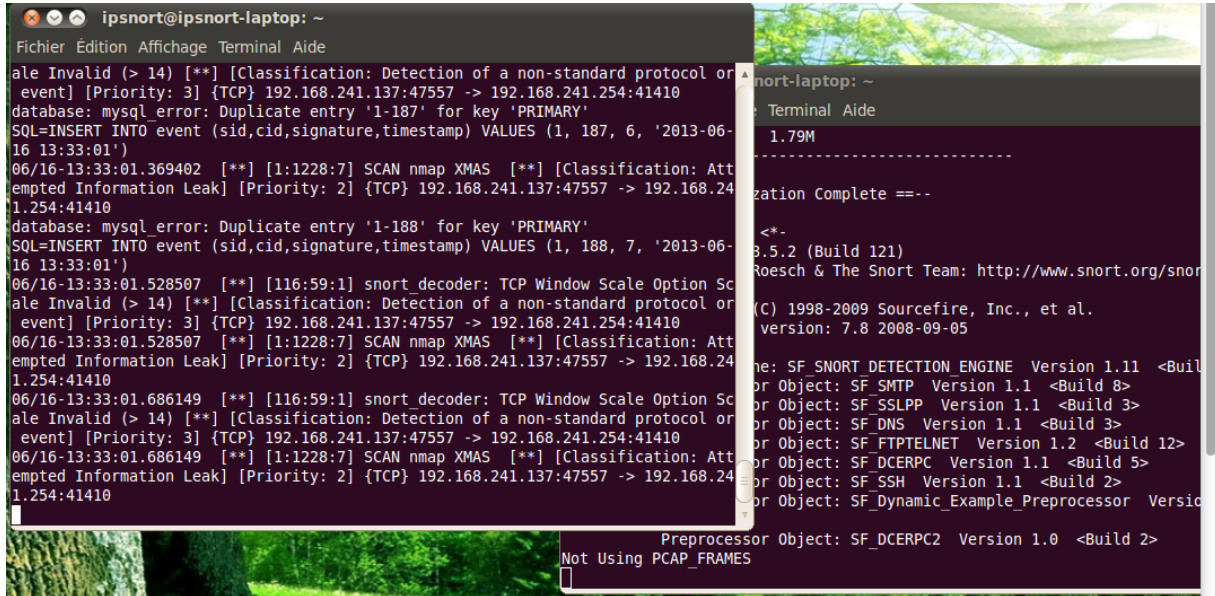 ipsnort@ipsnort-laptop: ~
Fichier Édition Affichage Terminal Aide
ale Invalid (> 14) [**] [Classification: Detection of a non-standard protocol or
event] [Priority: 3] {TCP} 192.168.241.137:47557 -> 192.168.241.254:41410
database: mysql_error: Duplicate entry '1-187' for key 'PRIMARY'
SQL=INSERT INTO event (sid,cid,signature,timestamp) VALUES (1, 187, 6, '2013-06-
16 13:33:01')
06/16-13:33:01.369402 [**] [1:1228:7] SCAN nmap XMAS [**] [Classification: Att
empted Information Leak] [Priority: 2] {TCP} 192.168.241.137:47557 -> 192.168.24
1.254:41410
database: mysql_error: Duplicate entry '1-188' for key 'PRIMARY'
SQL=INSERT INTO event (sid,cid,signature,timestamp) VALUES (1, 188, 7, '2013-06-
16 13:33:01')
06/16-13:33:01.528507 [**] [116:59:1] snort_decoder: TCP Window Scale Option Sc
ale Invalid (> 14) [**] [Classification: Detection of a non-standard protocol or
event] [Priority: 3] {TCP} 192.168.241.137:47557 -> 192.168.241.254:41410
06/16-13:33:01.528507 [**] [1:1228:7] SCAN nmap XMAS [**] [Classification: Att
empted Information Leak] [Priority: 2] {TCP} 192.168.241.137:47557 -> 192.168.24
1.254:41410
06/16-13:33:01.686149 [**] [116:59:1] snort_decoder: TCP Window Scale Option Sc
ale Invalid (> 14) [**] [Classification: Detection of a non-standard protocol or
event] [Priority: 3] {TCP} 192.168.241.137:47557 -> 192.168.241.254:41410
06/16-13:33:01.686149 [**] [1:1228:7] SCAN nmap XMAS [**] [Classification: Att
empted Information Leak] [Priority: 2] {TCP} 192.168.241.137:47557 -> 192.168.24
1.254:41410
nort-laptop: ~
Terminal Aide
1.79M
-----------------------------
zation Complete ==--
<*-
.5.2 (Build 121)
Roesch & The Snort Team: http://www.snort.org/snor
(C) 1998-2009 Sourcefire, Inc., et al.
version: 7.8 2008-09-05
ne: SF_SNORT_DETECTION_ENGINE Version 1.11 <Buil
or Object: SF_SMTP Version 1.1 <Build 8>
or Object: SF_SSLPP Version 1.1 <Build 3>
or Object: SF_DNS Version 1.1 <Build 3>
or Object: SF_FTPTELNET Version 1.2 <Build 12>
or Object: SF_DCERPC Version 1.1 <Build 5>
or Object: SF_SSH Version 1.1 <Build 2>
or Object: SF_Dynamic_Example_Preprocessor Versio
Preprocessor Object: SF_DCERPC2 Version 1.0 <Build 2>
Not Using PCAP_FRAMES